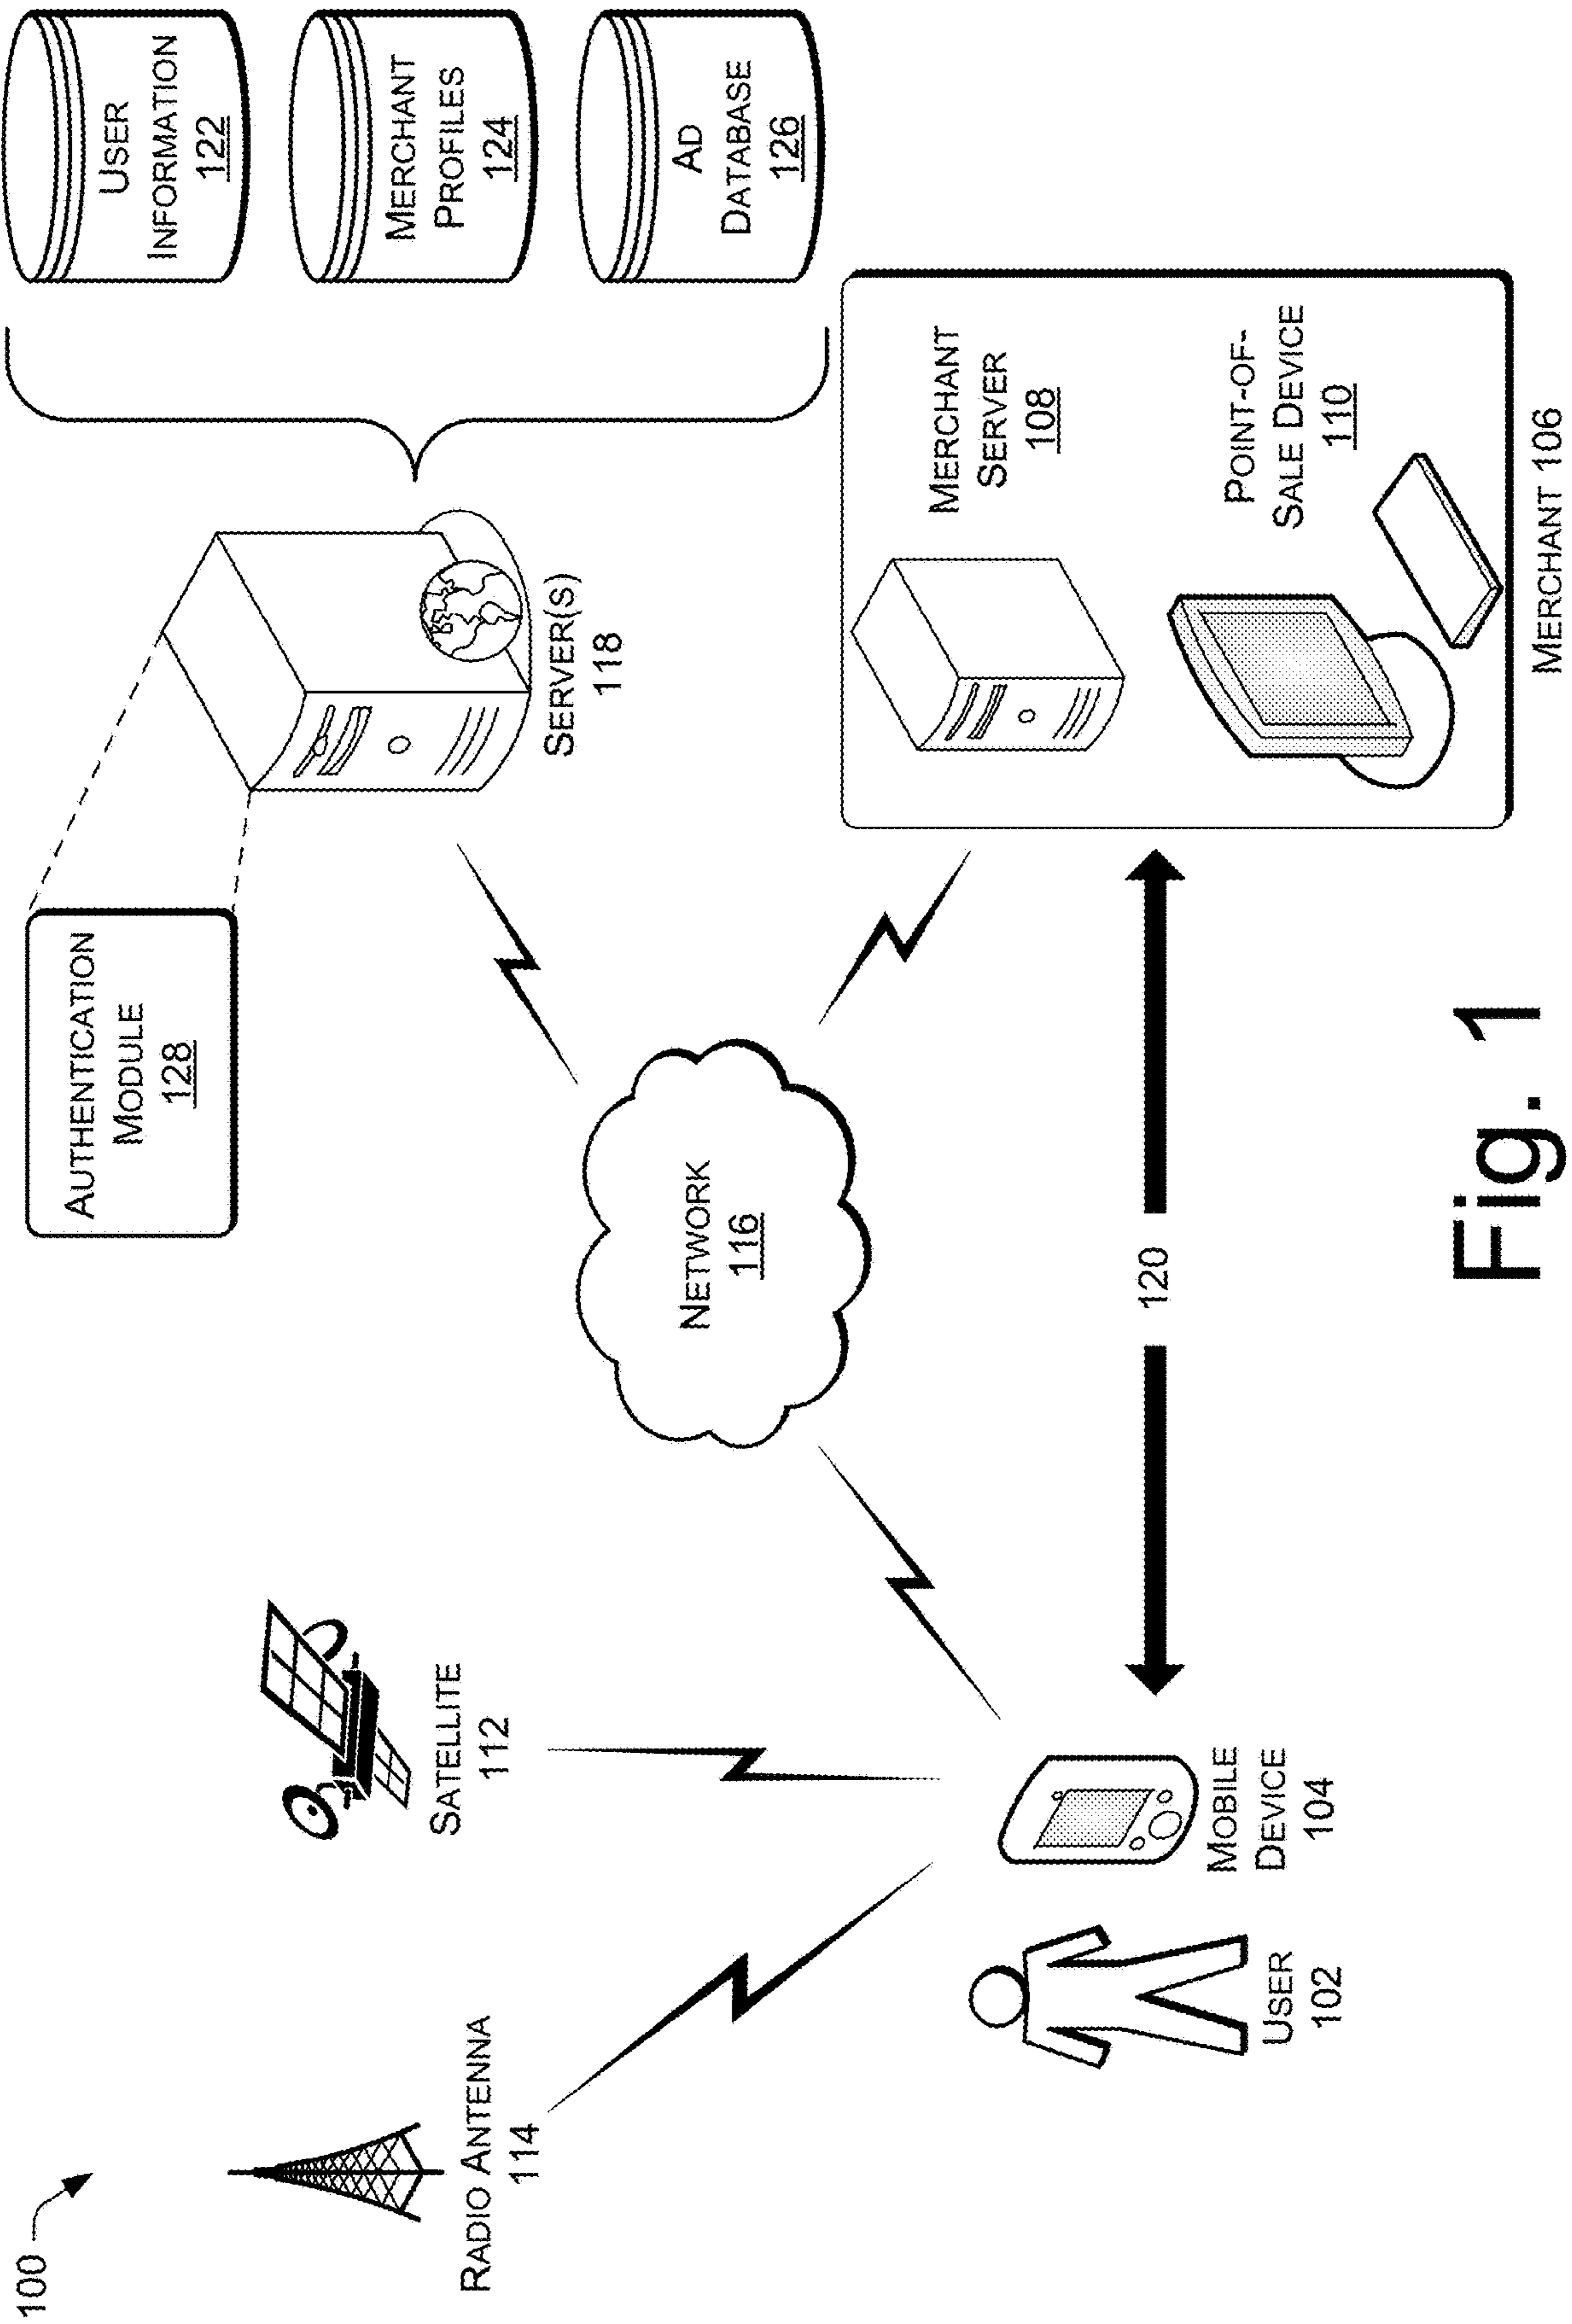 100
AUTHENTICATION
MODULE
128
USER
INFORMATION
122
MERCHANT
PROFILES
124
AD
DATABASE
126
SERVER(S)
118
SATELLITE
112
RADIO ANTENNA
114
NETWORK
116
MERCHANT
SERVER
108
POINT-OF-
SALE DEVICE
110
MERCHANT 106
120
MOBILE
DEVICE
104
USER
102
Fig. 1